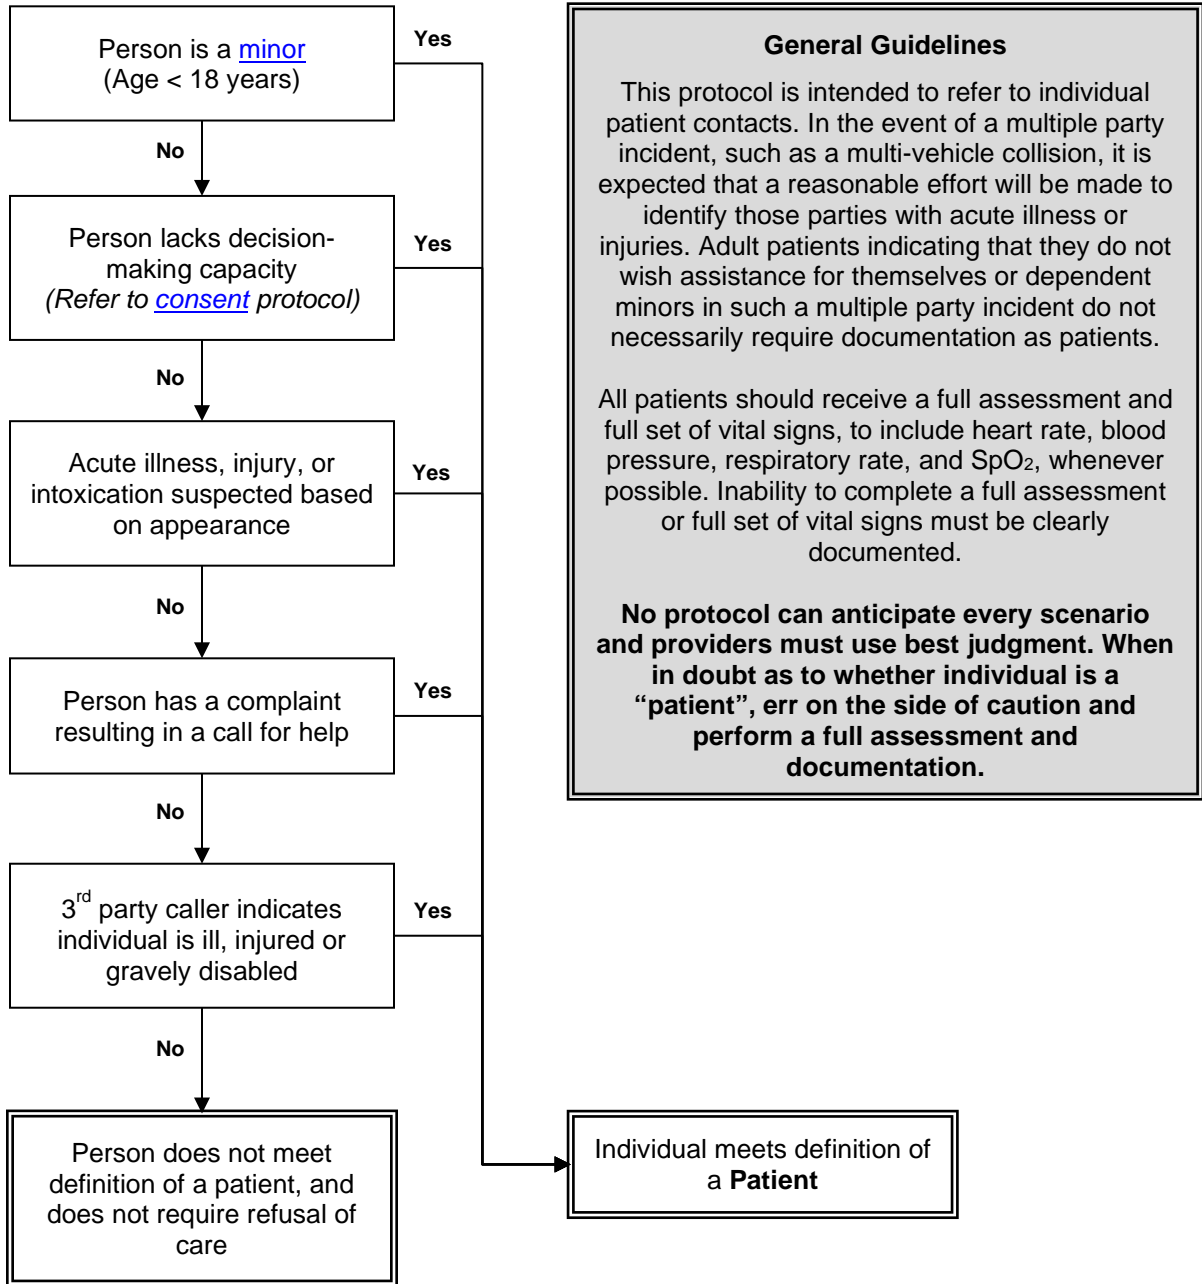 Person is a minor
(Age < 18 years)
Yes
No
Person lacks decision-
making capacity
(Refer to consent protocol)
Yes
No
Acute illness, injury, or
intoxication suspected based
on appearance
Yes
No
Person has a complaint
resulting in a call for help
Yes
No
3rd party caller indicates
individual is ill, injured or
gravely disabled
Yes
No
Person does not meet
definition of a patient, and
does not require refusal of
care
Individual meets definition of
a Patient
General Guidelines
This protocol is intended to refer to individual
patient contacts. In the event of a multiple party
incident, such as a multi-vehicle collision, it is
expected that a reasonable effort will be made to
identify those parties with acute illness or
injuries. Adult patients indicating that they do not
wish assistance for themselves or dependent
minors in such a multiple party incident do not
necessarily require documentation as patients.
All patients should receive a full assessment and
full set of vital signs, to include heart rate, blood
pressure, respiratory rate, and SpO₂, whenever
possible. Inability to complete a full assessment
or full set of vital signs must be clearly
documented.
No protocol can anticipate every scenario
and providers must use best judgment. When
in doubt as to whether individual is a
“patient”, err on the side of caution and
perform a full assessment and
documentation.